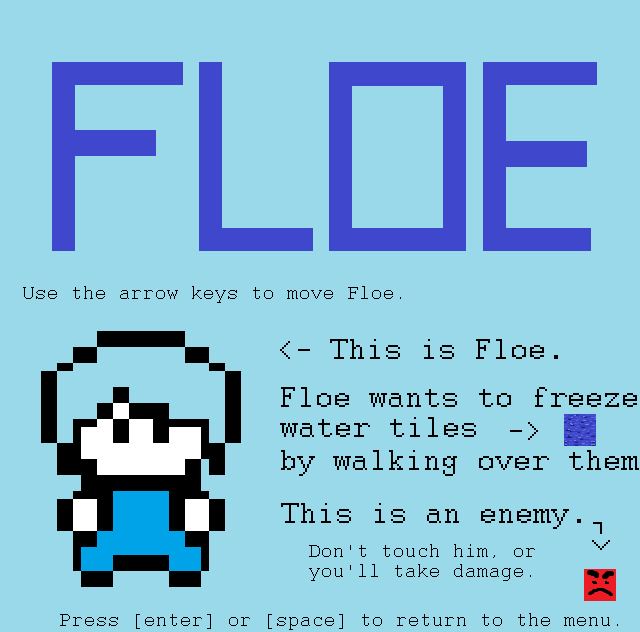 FLOE
Use the arrow keys to move Floe.
<- This is Floe.
Floe wants to freeze
water tiles ->
by walking over them
This is an enemy.
Don't touch him, or
you'll take damage.
Press [enter] or [space] to return to the menu.